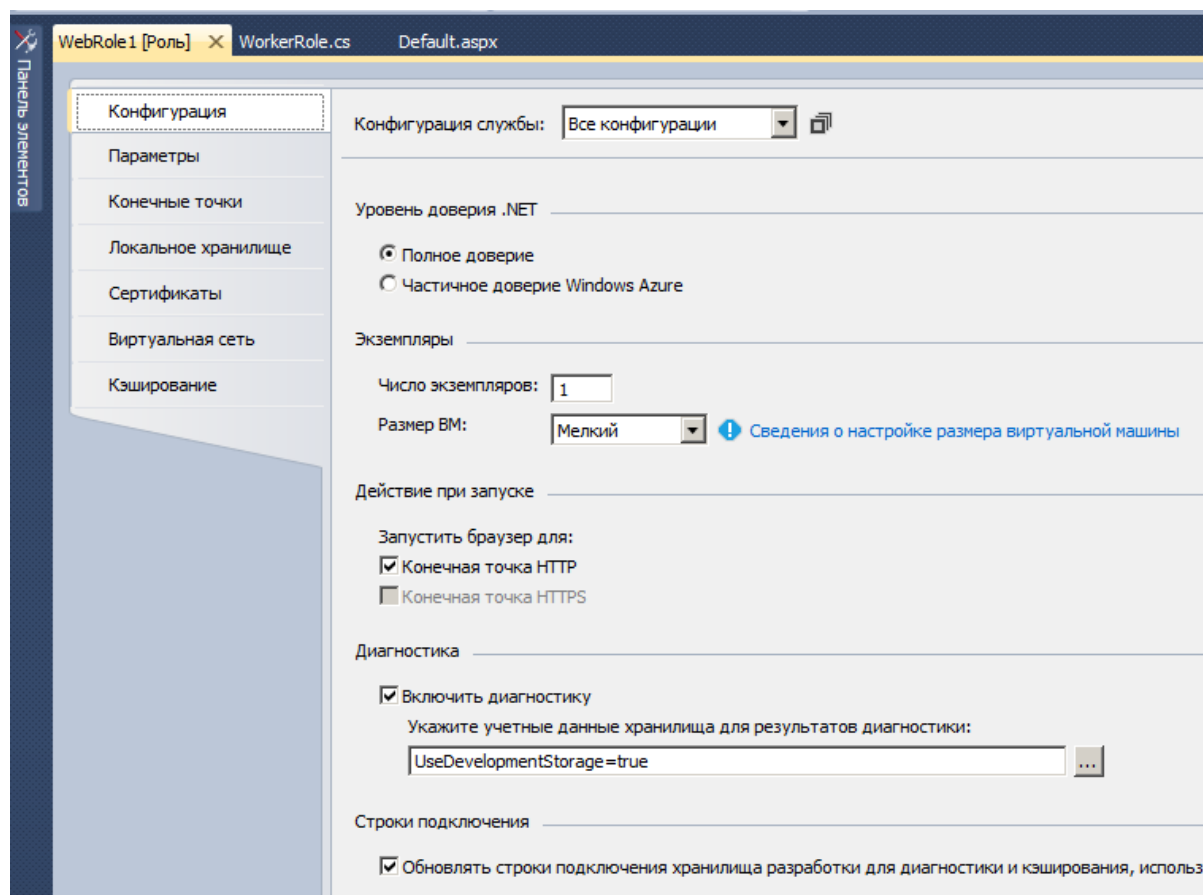 WebRole1 [Роль] WorkerRole.cs Default.aspx
Панель элементов
Конфигурация
Параметры
Конечные точки
Локальное хранилище
Сертификаты
Виртуальная сеть
Кэширование
Конфигурация службы: Все конфигурации
Уровень доверия .NET
Полное доверие
Частичное доверие Windows Azure
Экземпляры
Число экземпляров: 1
Размер ВМ: Мелкий Сведения о настройке размера виртуальной машины
Действие при запуске
Запустить браузер для:
Конечная точка HTTP
Конечная точка HTTPS
Диагностика
Включить диагностику
Укажите учетные данные хранилища для результатов диагностики:
UseDevelopmentStorage=true ...
Строки подключения
Обновлять строки подключения хранилища разработки для диагностики и кэширования, использ